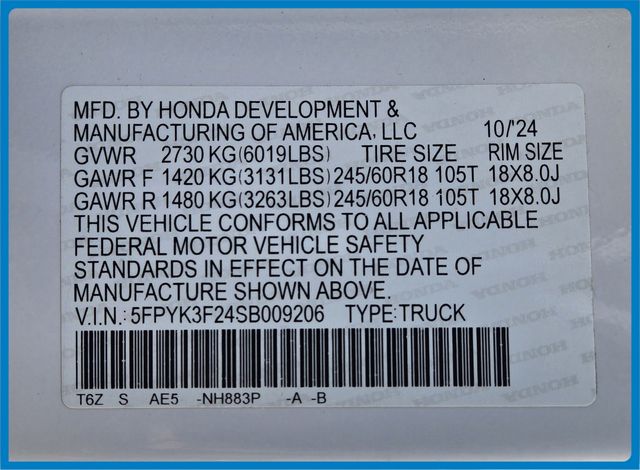 MFD. BY HONDA DEVELOPMENT &
MANUFACTURING OF AMERICA, LLC 10/'24
GVWR 2730 KG(6019LBS) TIRE SIZE RIM SIZE
GAWR F 1420 KG(3131LBS) 245/60R18 105T 18X8.0J
GAWR R 1480 KG(3263LBS) 245/60R18 105T 18X8.0J
THIS VEHICLE CONFORMS TO ALL APPLICABLE
FEDERAL MOTOR VEHICLE SAFETY
STANDARDS IN EFFECT ON THE DATE OF
MANUFACTURE SHOWN ABOVE.
V.I.N.: 5FPYK3F24SB009206 TYPE:TRUCK
T6Z S AE5 -NH883P -A -B